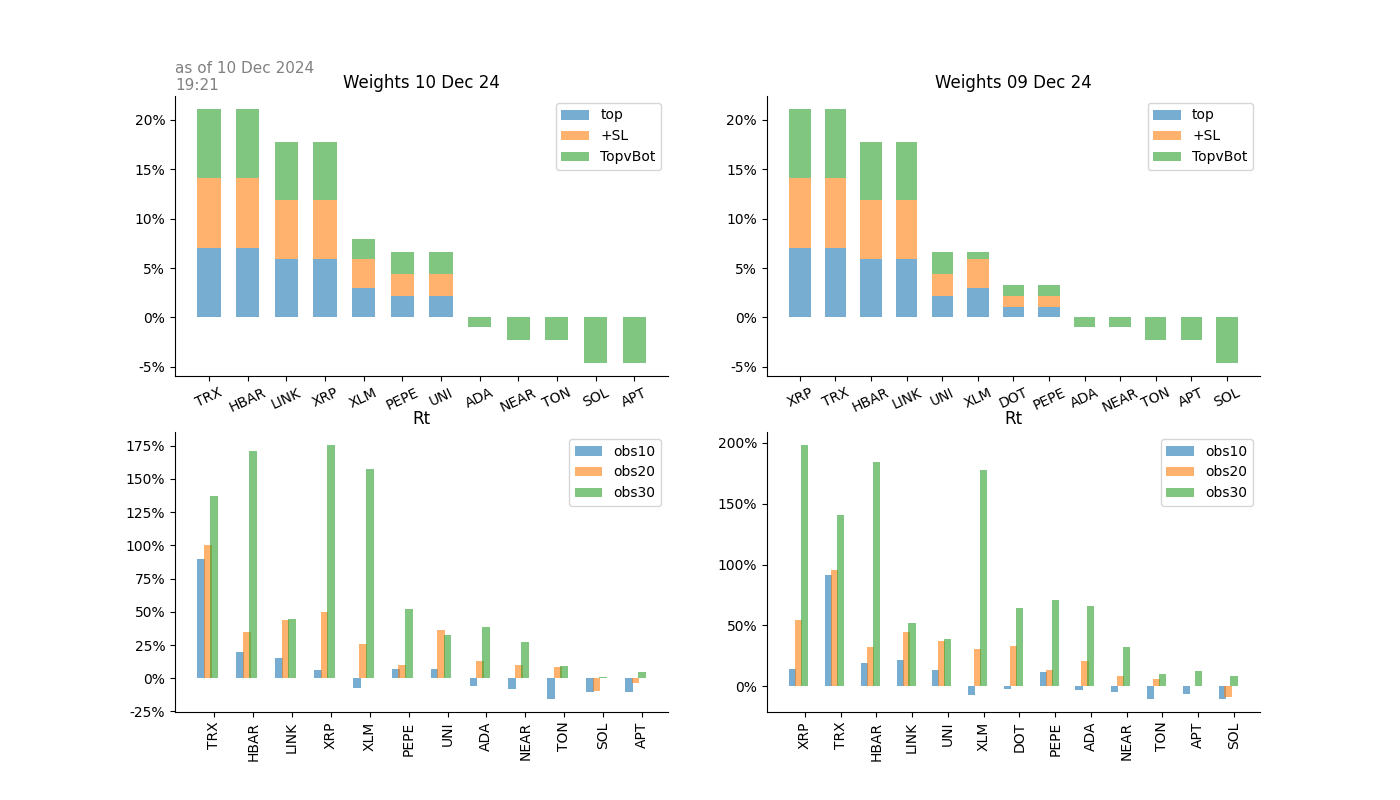 as of 10 Dec 2024
19:21
Weights 10 Dec 24
20%
15%
10%
5%
0%
-5%
top
+SL
TopvBot
TRX HBAR LINK XRP XLM PEPE UNI ADA NEAR TON SOL APT
Weights 09 Dec 24
20%
15%
10%
5%
0%
-5%
top
+SL
TopvBot
XRP TRX HBAR LINK UNI XLM DOT PEPE ADA NEAR TON APT SOL
Rt
175%
150%
125%
100%
75%
50%
25%
0%
-25%
obs10
obs20
obs30
TRX HBAR LINK XRP XLM PEPE UNI ADA NEAR TON SOL APT
Rt
200%
150%
100%
50%
0%
obs10
obs20
obs30
XRP TRX HBAR LINK UNI XLM DOT PEPE ADA NEAR TON APT SOL